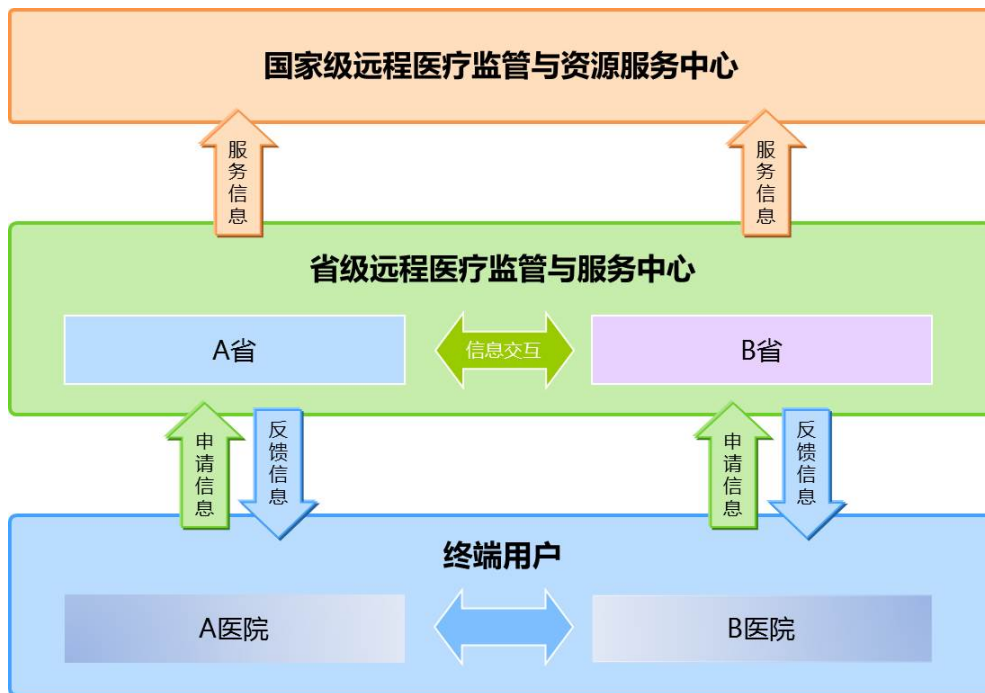 国家级远程医疗监管与资源服务中心
服务信息
服务信息
省级远程医疗监管与服务中心
A省
信息交互
B省
申请信息
反馈信息
申请信息
反馈信息
终端用户
A医院
B医院